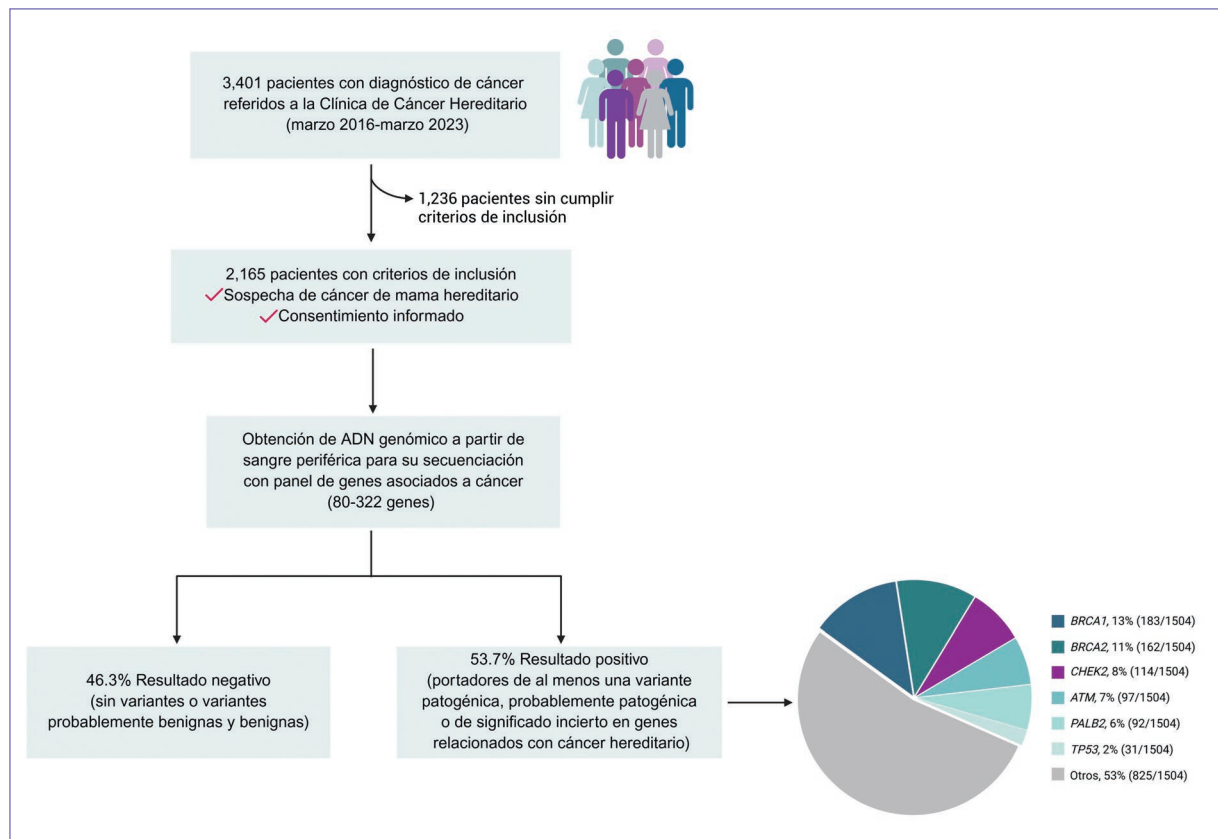 3,401 pacientes con diagnóstico de cáncer
referidos a la Clínica de Cáncer Hereditario
(marzo 2016-marzo 2023)
1,236 pacientes sin cumplir
criterios de inclusión
2,165 pacientes con criterios de inclusión
Sospecha de cáncer de mama hereditario
Consentimiento informado
Obtención de ADN genómico a partir de
sangre periférica para su secuenciación
con panel de genes asociados a cáncer
(80-322 genes)
46.3% Resultado negativo
(sin variantes o variantes
probablemente benignas y benignas)
53.7% Resultado positivo
(portadores de al menos una variante
patogénica, probablemente patogénica
o de significado incierto en genes
relacionados con cáncer hereditario)
BRCA1, 13% (183/1504)
BRCA2, 11% (162/1504)
CHEK2, 8% (114/1504)
ATM, 7% (97/1504)
PALB2, 6% (92/1504)
TP53, 2% (31/1504)
Otros, 53% (825/1504)